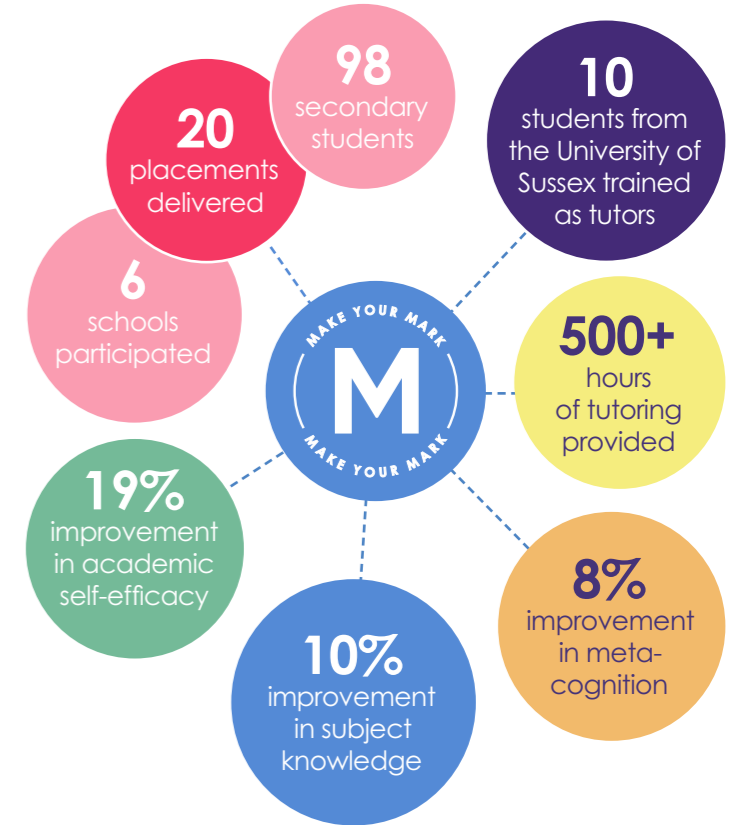 98
secondary
students
20
placements
delivered
6
schools
participated
10
students from
the University of
Sussex trained
as tutors
MAKE YOUR MARK
M
MAKE YOUR MARK
500+
hours
of tutoring
provided
19%
improvement
in academic
self-efficacy
8%
improvement
in meta-
cognition
10%
improvement
in subject
knowledge